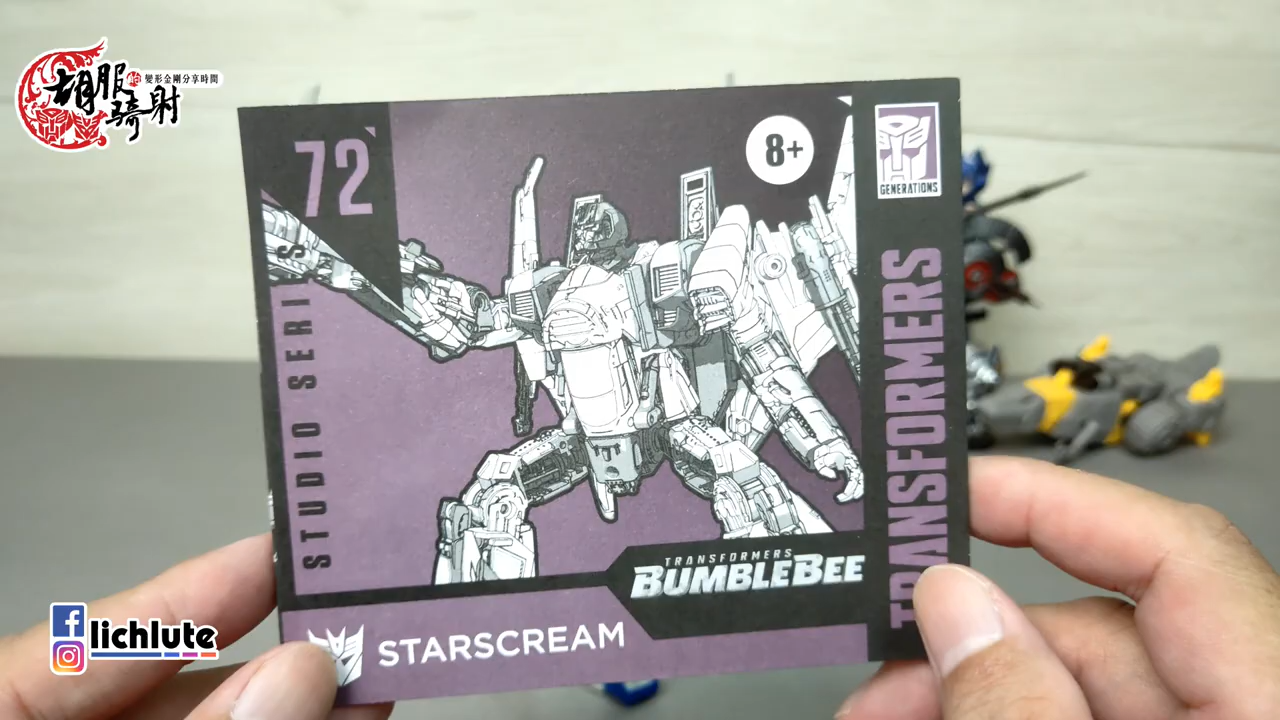 胡服
騎射
的變形金剛分享時間
72
STUDIO SERIES
8+
GENERATIONS
TRANSFORMERS
TRANSFORMERS
BUMBLEBEE
STARSCREAM
lichlute